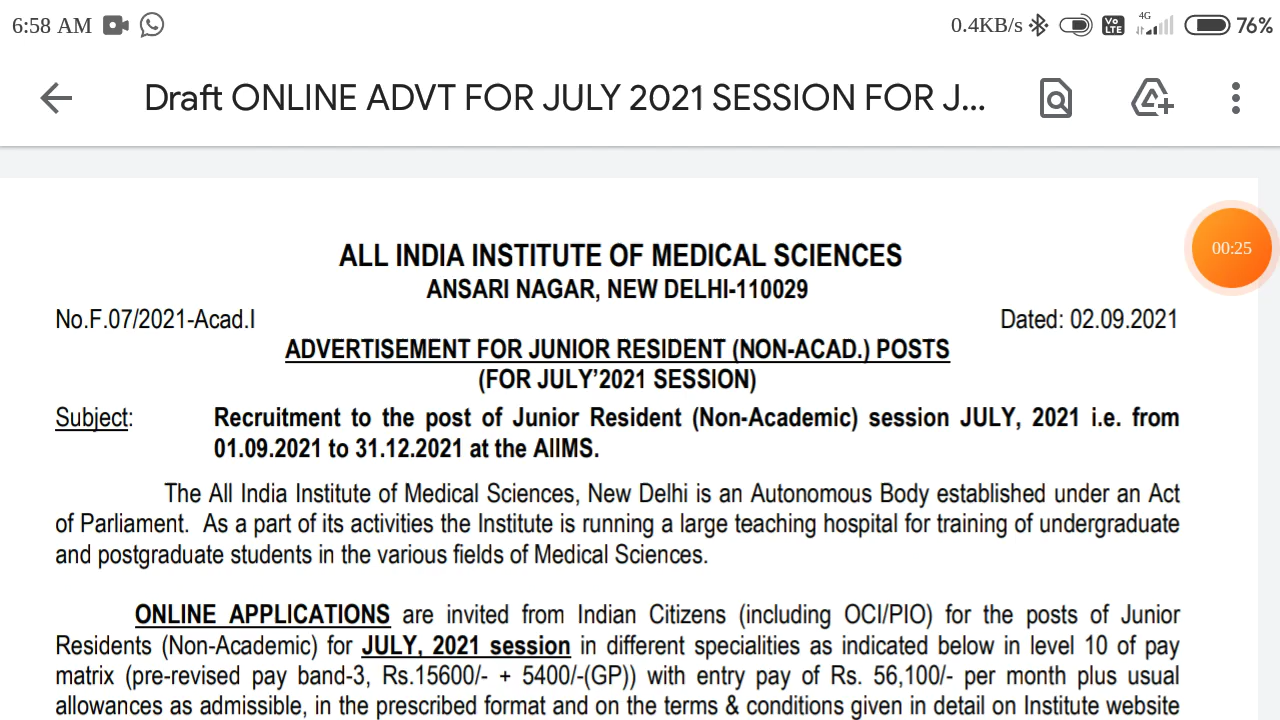 6:58 AM 0.4KB/s Vo LTE 4G 76%
Draft ONLINE ADVT FOR JULY 2021 SESSION FOR J...
00:25
ALL INDIA INSTITUTE OF MEDICAL SCIENCES
ANSARI NAGAR, NEW DELHI-110029
No.F.07/2021-Acad.I Dated: 02.09.2021
ADVERTISEMENT FOR JUNIOR RESIDENT (NON-ACAD.) POSTS
(FOR JULY'2021 SESSION)
Subject: Recruitment to the post of Junior Resident (Non-Academic) session JULY, 2021 i.e. from
01.09.2021 to 31.12.2021 at the AIIMS.
The All India Institute of Medical Sciences, New Delhi is an Autonomous Body established under an Act
of Parliament. As a part of its activities the Institute is running a large teaching hospital for training of undergraduate
and postgraduate students in the various fields of Medical Sciences.
ONLINE APPLICATIONS are invited from Indian Citizens (including OCI/PIO) for the posts of Junior
Residents (Non-Academic) for JULY, 2021 session in different specialities as indicated below in level 10 of pay
matrix (pre-revised pay band-3, Rs.15600/- + 5400/-(GP)) with entry pay of Rs. 56,100/- per month plus usual
allowances as admissible, in the prescribed format and on the terms & conditions given in detail on Institute website